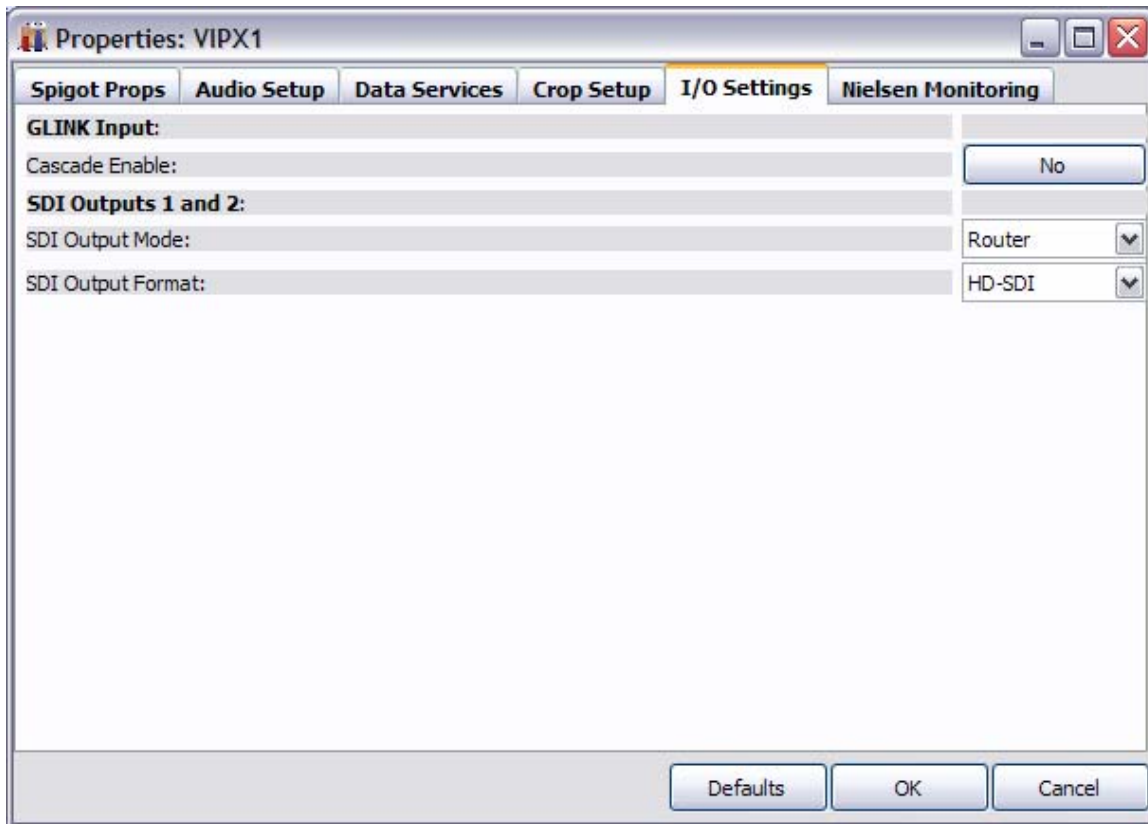 Properties: VIPX1
Spigot Props Audio Setup Data Services Crop Setup I/O Settings Nielsen Monitoring
GLINK Input:
Cascade Enable: No
SDI Outputs 1 and 2:
SDI Output Mode: Router
SDI Output Format: HD-SDI
Defaults OK Cancel